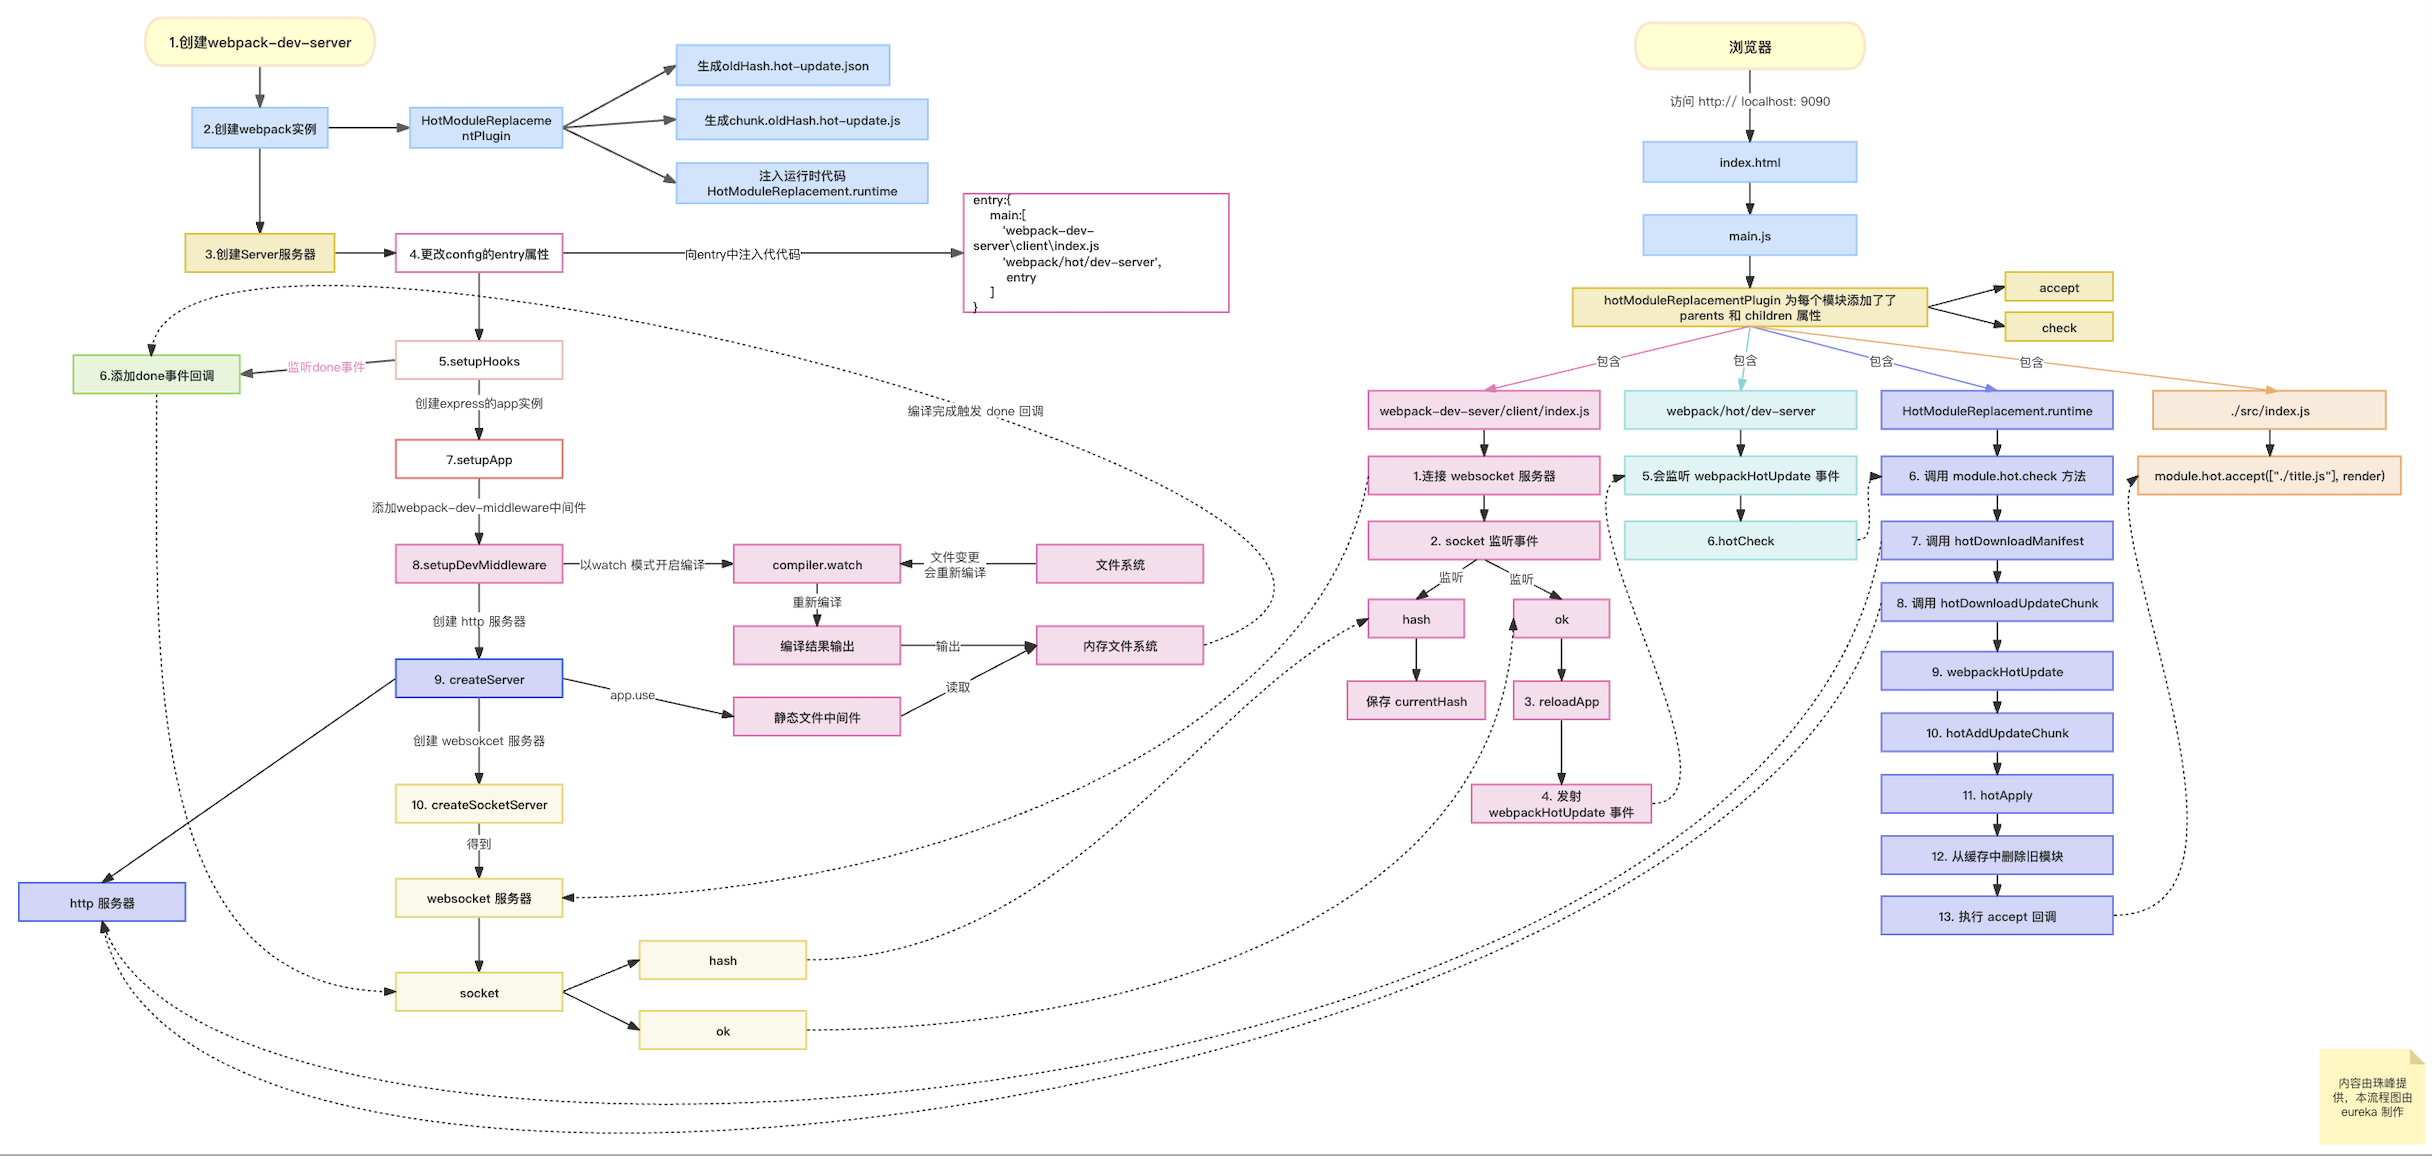 1.创建webpack-dev-server
2.创建webpack实例
HotModuleReplaceme
ntPlugin
生成oldHash.hot-update.json
生成chunk.oldHash.hot-update.js
注入运行时代码
HotModuleReplacement.runtime
3.创建Server服务器
4.更改config的entry属性
向entry中注入代代码
entry:{
main:[
'webpack-dev-
server\client\index.js
'webpack/hot/dev-server',
entry
]
}
5.setupHooks
监听done事件
6.添加done事件回调
创建express的app实例
编译完成触发 done 回调
7.setupApp
添加webpack-dev-middleware中间件
8.setupDevMiddleware
以watch 模式开启编译
compiler.watch
文件变更
会重新编译
文件系统
重新编译
创建 http 服务器
编译结果输出
输出
内存文件系统
9. createServer
app.use
读取
静态文件中间件
创建 websokcet 服务器
10. createSocketServer
得到
http 服务器
websocket 服务器
socket
hash
ok
浏览器
访问 http:// localhost: 9090
index.html
main.js
hotModuleReplacementPlugin 为每个模块添加了了
parents 和 children 属性
accept
check
包含
包含
包含
包含
webpack-dev-sever/client/index.js
webpack/hot/dev-server
HotModuleReplacement.runtime
./src/index.js
1.连接 websocket 服务器
5.会监听 webpackHotUpdate 事件
6. 调用 module.hot.check 方法
module.hot.accept(["./title.js"], render)
2. socket 监听事件
6.hotCheck
7. 调用 hotDownloadManifest
监听
监听
hash
ok
8. 调用 hotDownloadUpdateChunk
保存 currentHash
3. reloadApp
9. webpackHotUpdate
10. hotAddUpdateChunk
4. 发射
webpackHotUpdate 事件
11. hotApply
12. 从缓存中删除旧模块
13. 执行 accept 回调
内容由珠峰提
供，本流程图由
eureka 制作